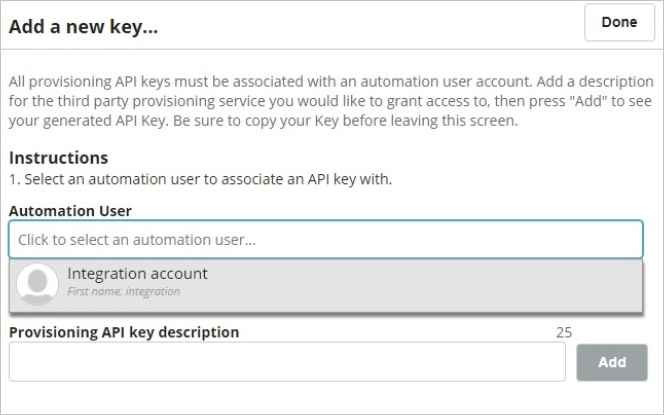 Add a new key...
Done
All provisioning API keys must be associated with an automation user account. Add a description
for the third party provisioning service you would like to grant access to, then press "Add" to see
your generated API Key. Be sure to copy your Key before leaving this screen.
Instructions
1. Select an automation user to associate an API key with.
Automation User
Click to select an automation user...
Integration account
First name: integration
Provisioning API key description
25
Add